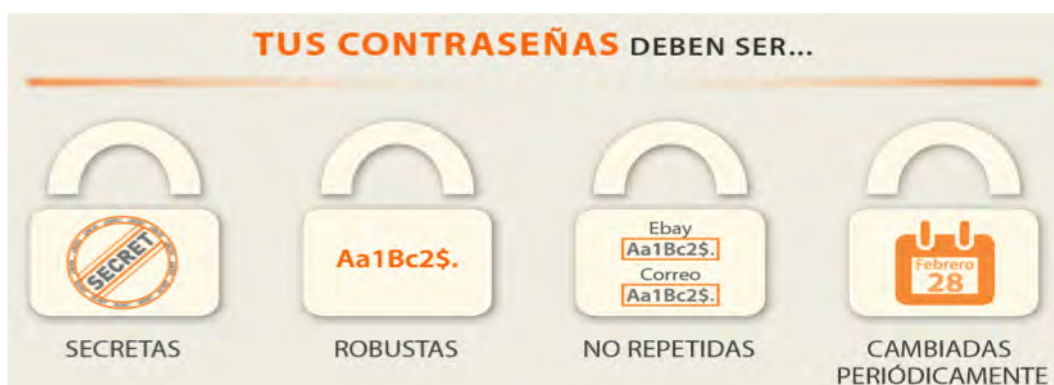 TUS CONTRASEÑAS DEBEN SER...
SECRET
Aa1Bc2$.
Ebay
Aa1Bc2$.
Correo
Aa1Bc2$.
Febrero
28
SECRETAS
ROBUSTAS
NO REPETIDAS
CAMBIADAS
PERIÓDICAMENTE